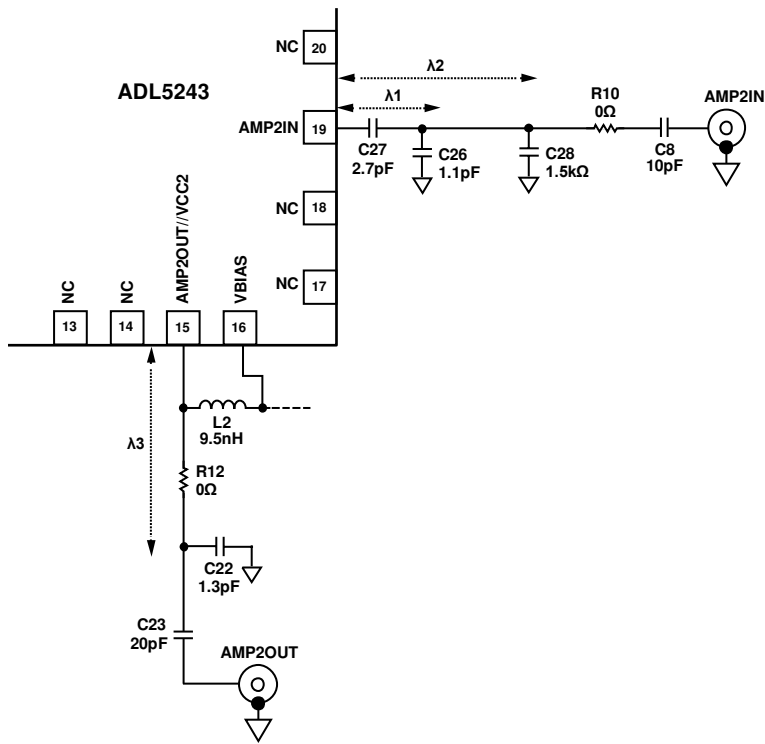 NC
20
ADL5243
λ2
λ1
R10
0Ω
AMP2IN
AMP2IN
19
C27
2.7pF
C26
1.1pF
C28
1.5kΩ
C8
10pF
NC
18
NC
17
NC
NC
AMP2OUT//VCC2
VBIAS
13
14
15
16
L2
9.5nH
λ3
R12
0Ω
C22
1.3pF
C23
20pF
AMP2OUT